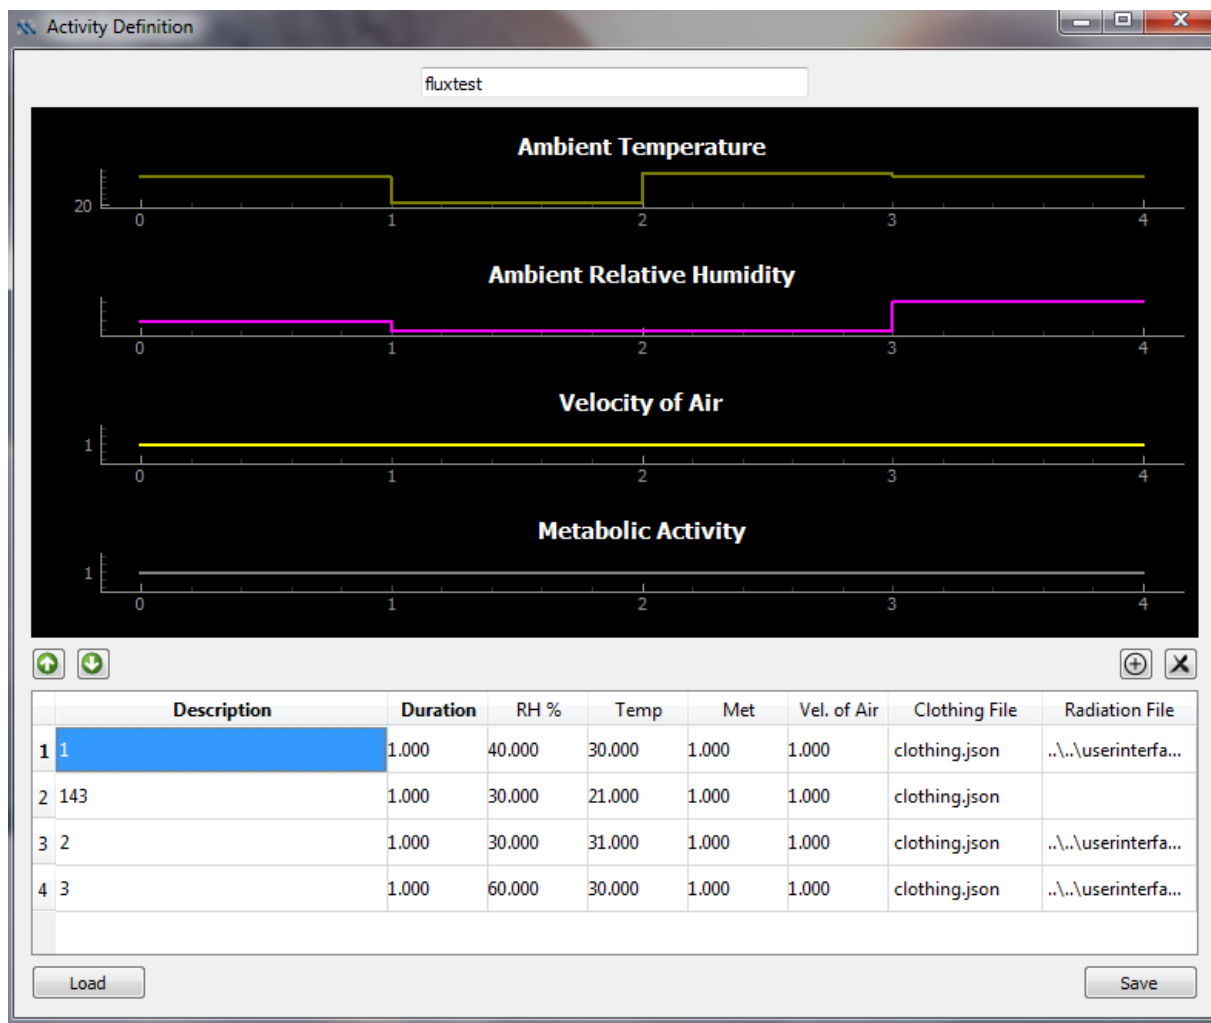 Activity Definition
fluxtest
Ambient Temperature
20
0 1 2 3 4
Ambient Relative Humidity
0 1 2 3 4
Velocity of Air
1
0 1 2 3 4
Metabolic Activity
1
0 1 2 3 4
Description Duration RH % Temp Met Vel. of Air Clothing File Radiation File
1 1 1.000 40.000 30.000 1.000 1.000 clothing.json ..\..\userinterfa...
2 143 1.000 30.000 21.000 1.000 1.000 clothing.json
3 2 1.000 30.000 31.000 1.000 1.000 clothing.json ..\..\userinterfa...
4 3 1.000 60.000 30.000 1.000 1.000 clothing.json ..\..\userinterfa...
Load Save